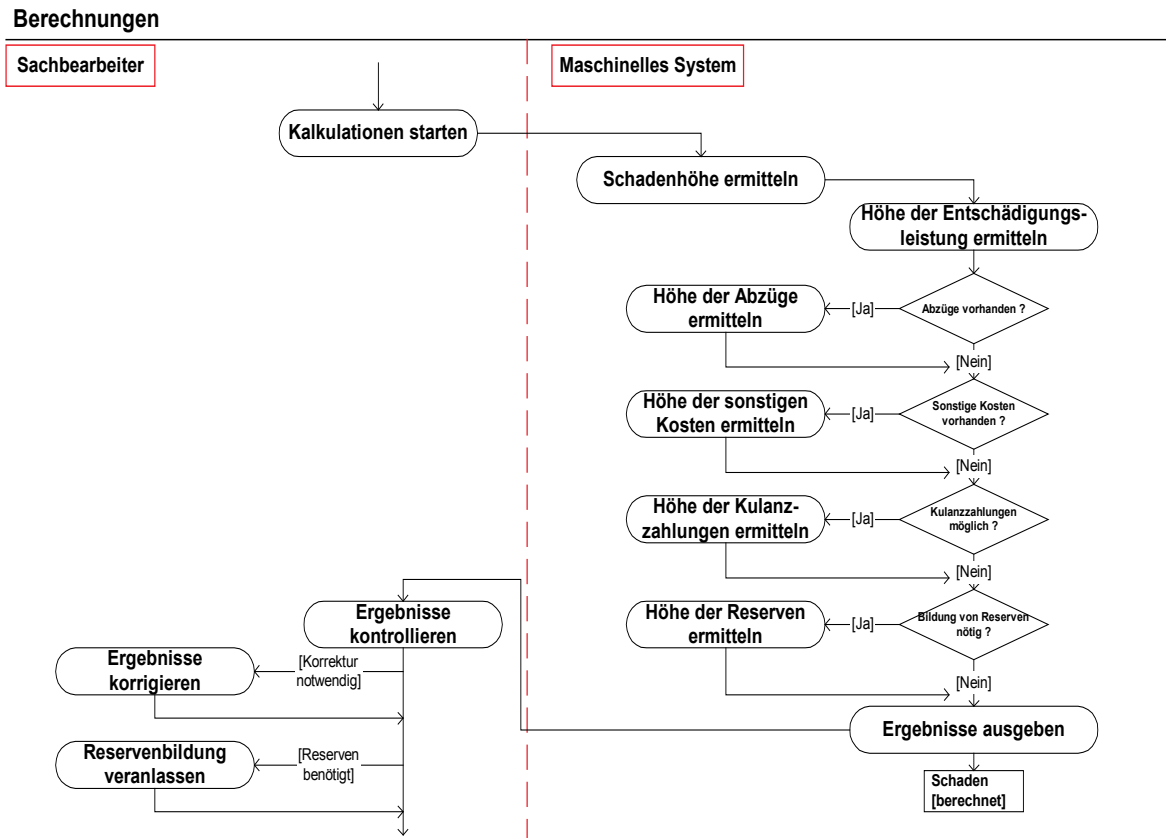 Berechnungen
Sachbearbeiter
Maschinelles System
Kalkulationen starten
Schadenhöhe ermitteln
Höhe der Entschädigungs-
leistung ermitteln
Höhe der Abzüge
ermitteln
[Ja]
Abzüge vorhanden ?
[Nein]
Höhe der sonstigen
Kosten ermitteln
[Ja]
Sonstige Kosten
vorhanden ?
[Nein]
Höhe der Kulanz-
zahlungen ermitteln
[Ja]
Kulanzzahlungen
möglich ?
[Nein]
Höhe der Reserven
ermitteln
[Ja]
Bildung von Reserven
nötig ?
[Nein]
Ergebnisse ausgeben
Schaden
[berechnet]
Ergebnisse
kontrollieren
Ergebnisse
korrigieren
[Korrektur
notwendig]
Reservenbildung
veranlassen
[Reserven
benötigt]